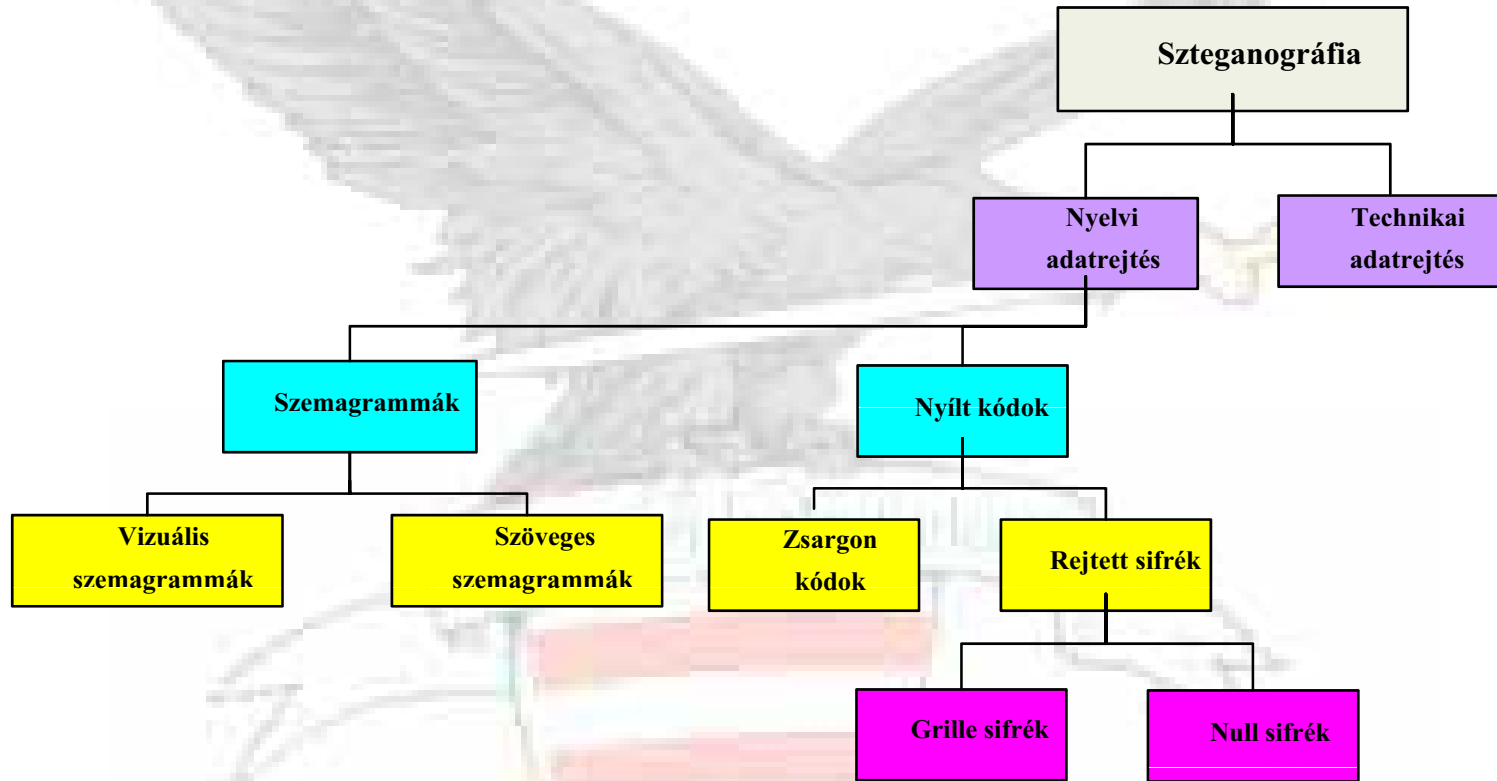 Szteganográfia
Nyelvi
adatrejtés
Technikai
adatrejtés
Szemagrammák
Nyílt kódok
Vizuális
szemagrammák
Szöveges
szemagrammák
Zsargon
kódok
Rejtett sifrék
Grille sifrék
Null sifrék